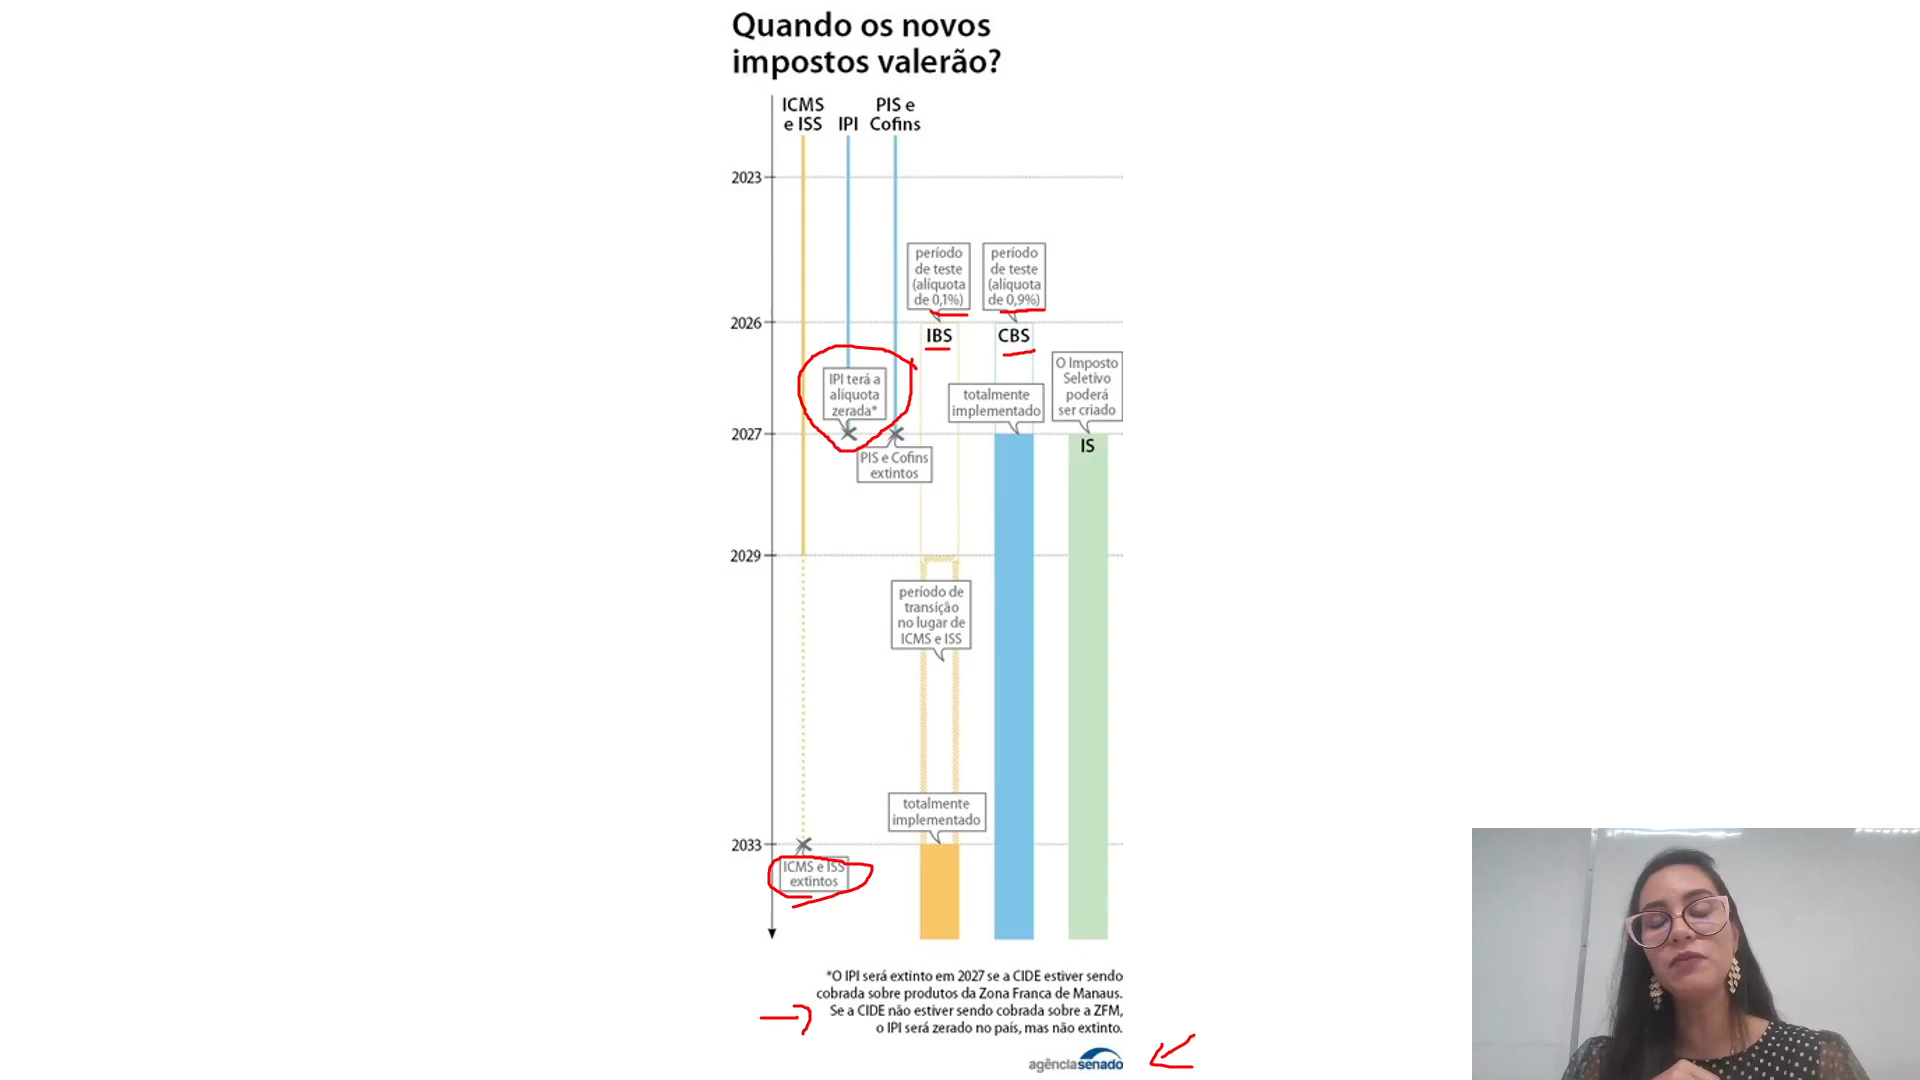 Quando os novos
impostos valerão?
ICMS
e ISS
IPI
PIS e
Cofins
2023
período
de teste
(alíquota
de 0,1%)
período
de teste
(alíquota
de 0,9%)
2026
IBS
CBS
O Imposto
Seletivo
poderá
ser criado
IPI terá a
alíquota
zerada*
totalmente
implementado
2027
IS
PIS e Cofins
extintos
2029
período de
transição
no lugar de
ICMS e ISS
totalmente
implementado
2033
ICMS e ISS
extintos
*O IPI será extinto em 2027 se a CIDE estiver sendo
cobrada sobre produtos da Zona Franca de Manaus.
Se a CIDE não estiver sendo cobrada sobre a ZFM,
o IPI será zerado no país, mas não extinto.
agênciasenado